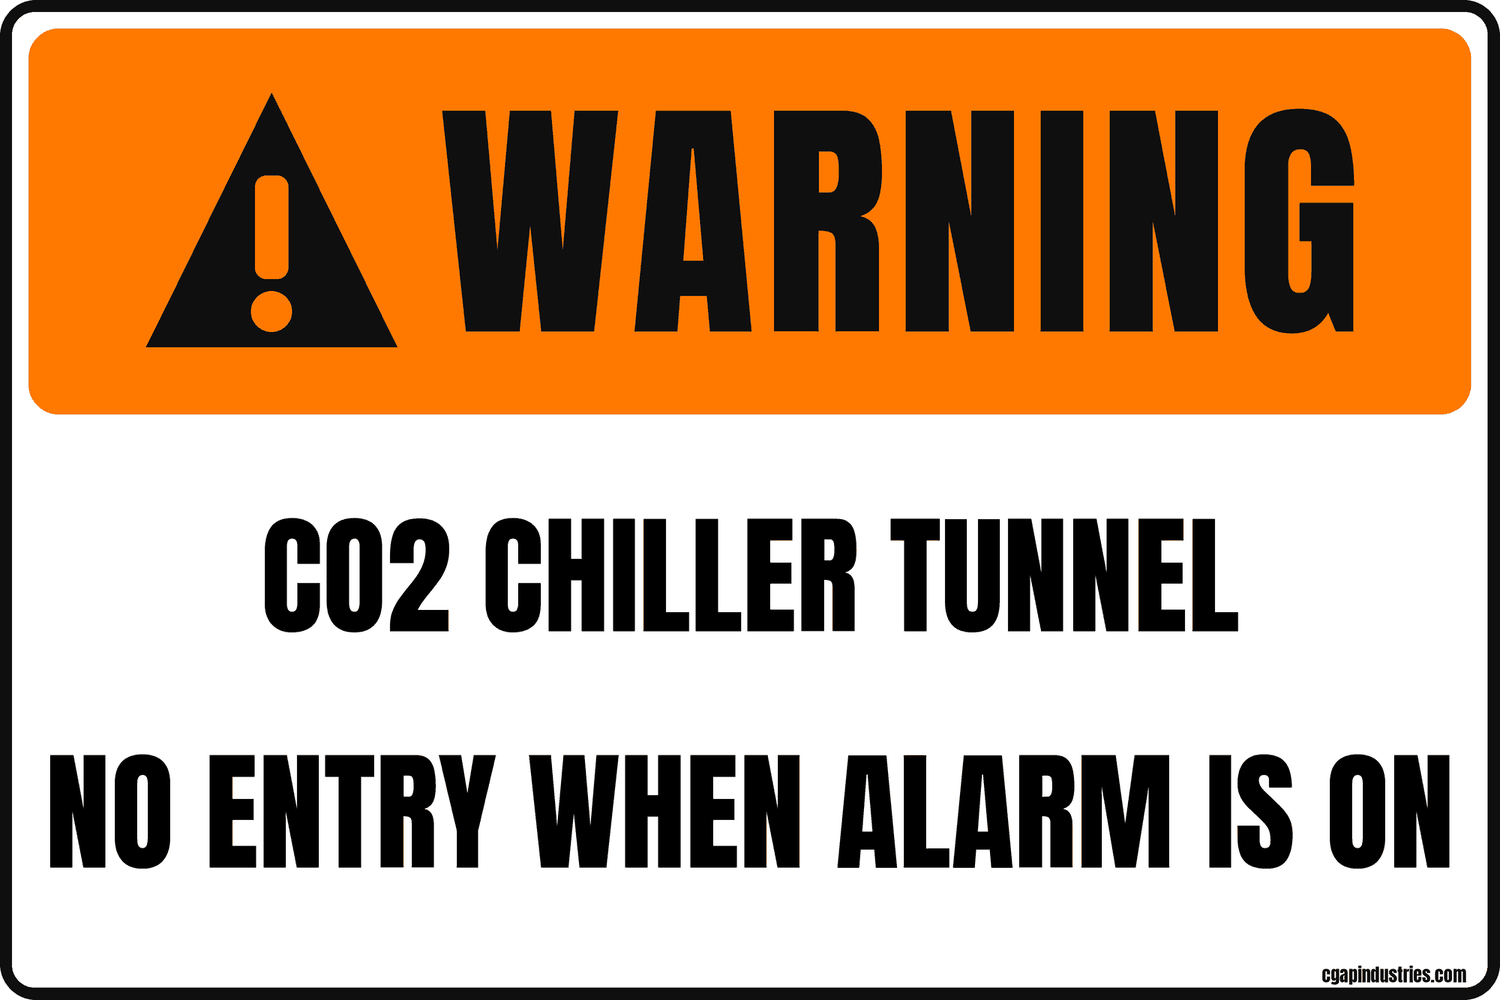 WARNING
CO2 CHILLER TUNNEL
NO ENTRY WHEN ALARM IS ON
cgapindustries.com